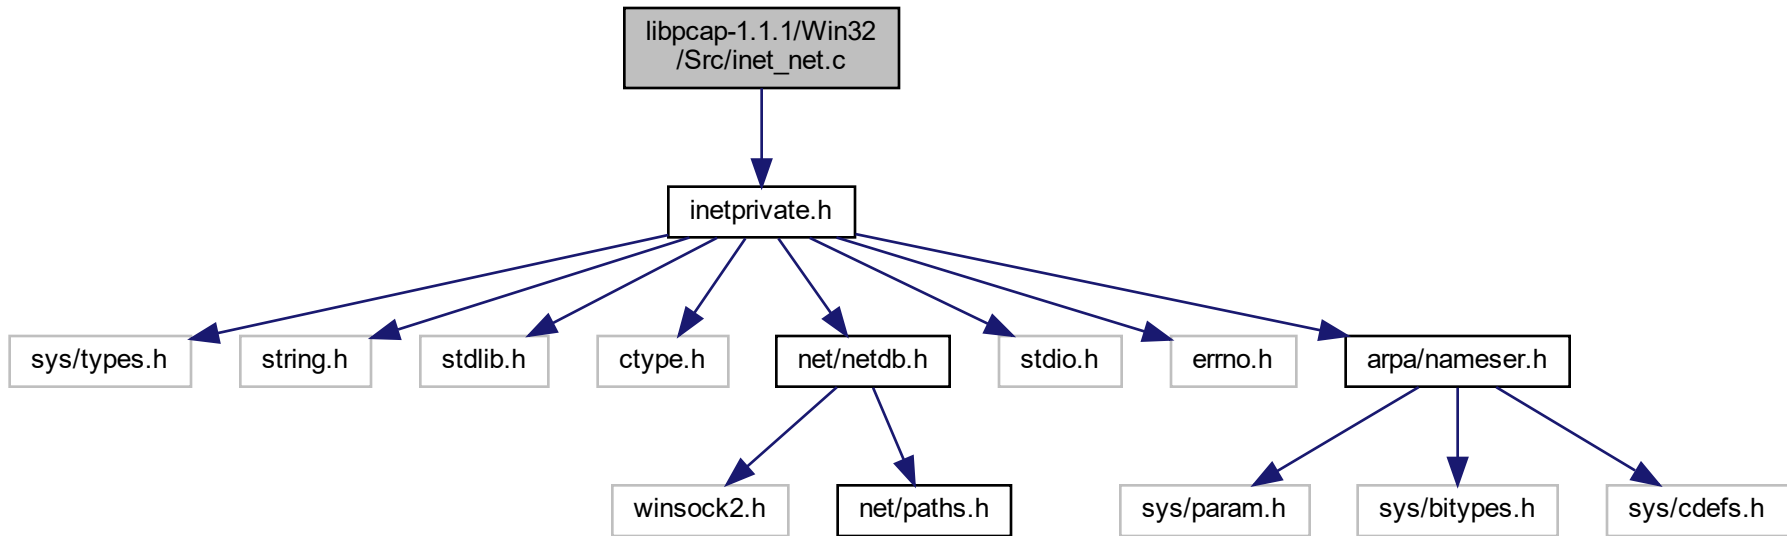 libpcap-1.1.1/Win32
/Src/inet_net.c
inetprivate.h
sys/types.h
string.h
stdlib.h
ctype.h
net/netdb.h
stdio.h
errno.h
arpa/nameser.h
winsock2.h
net/paths.h
sys/param.h
sys/bitypes.h
sys/cdefs.h